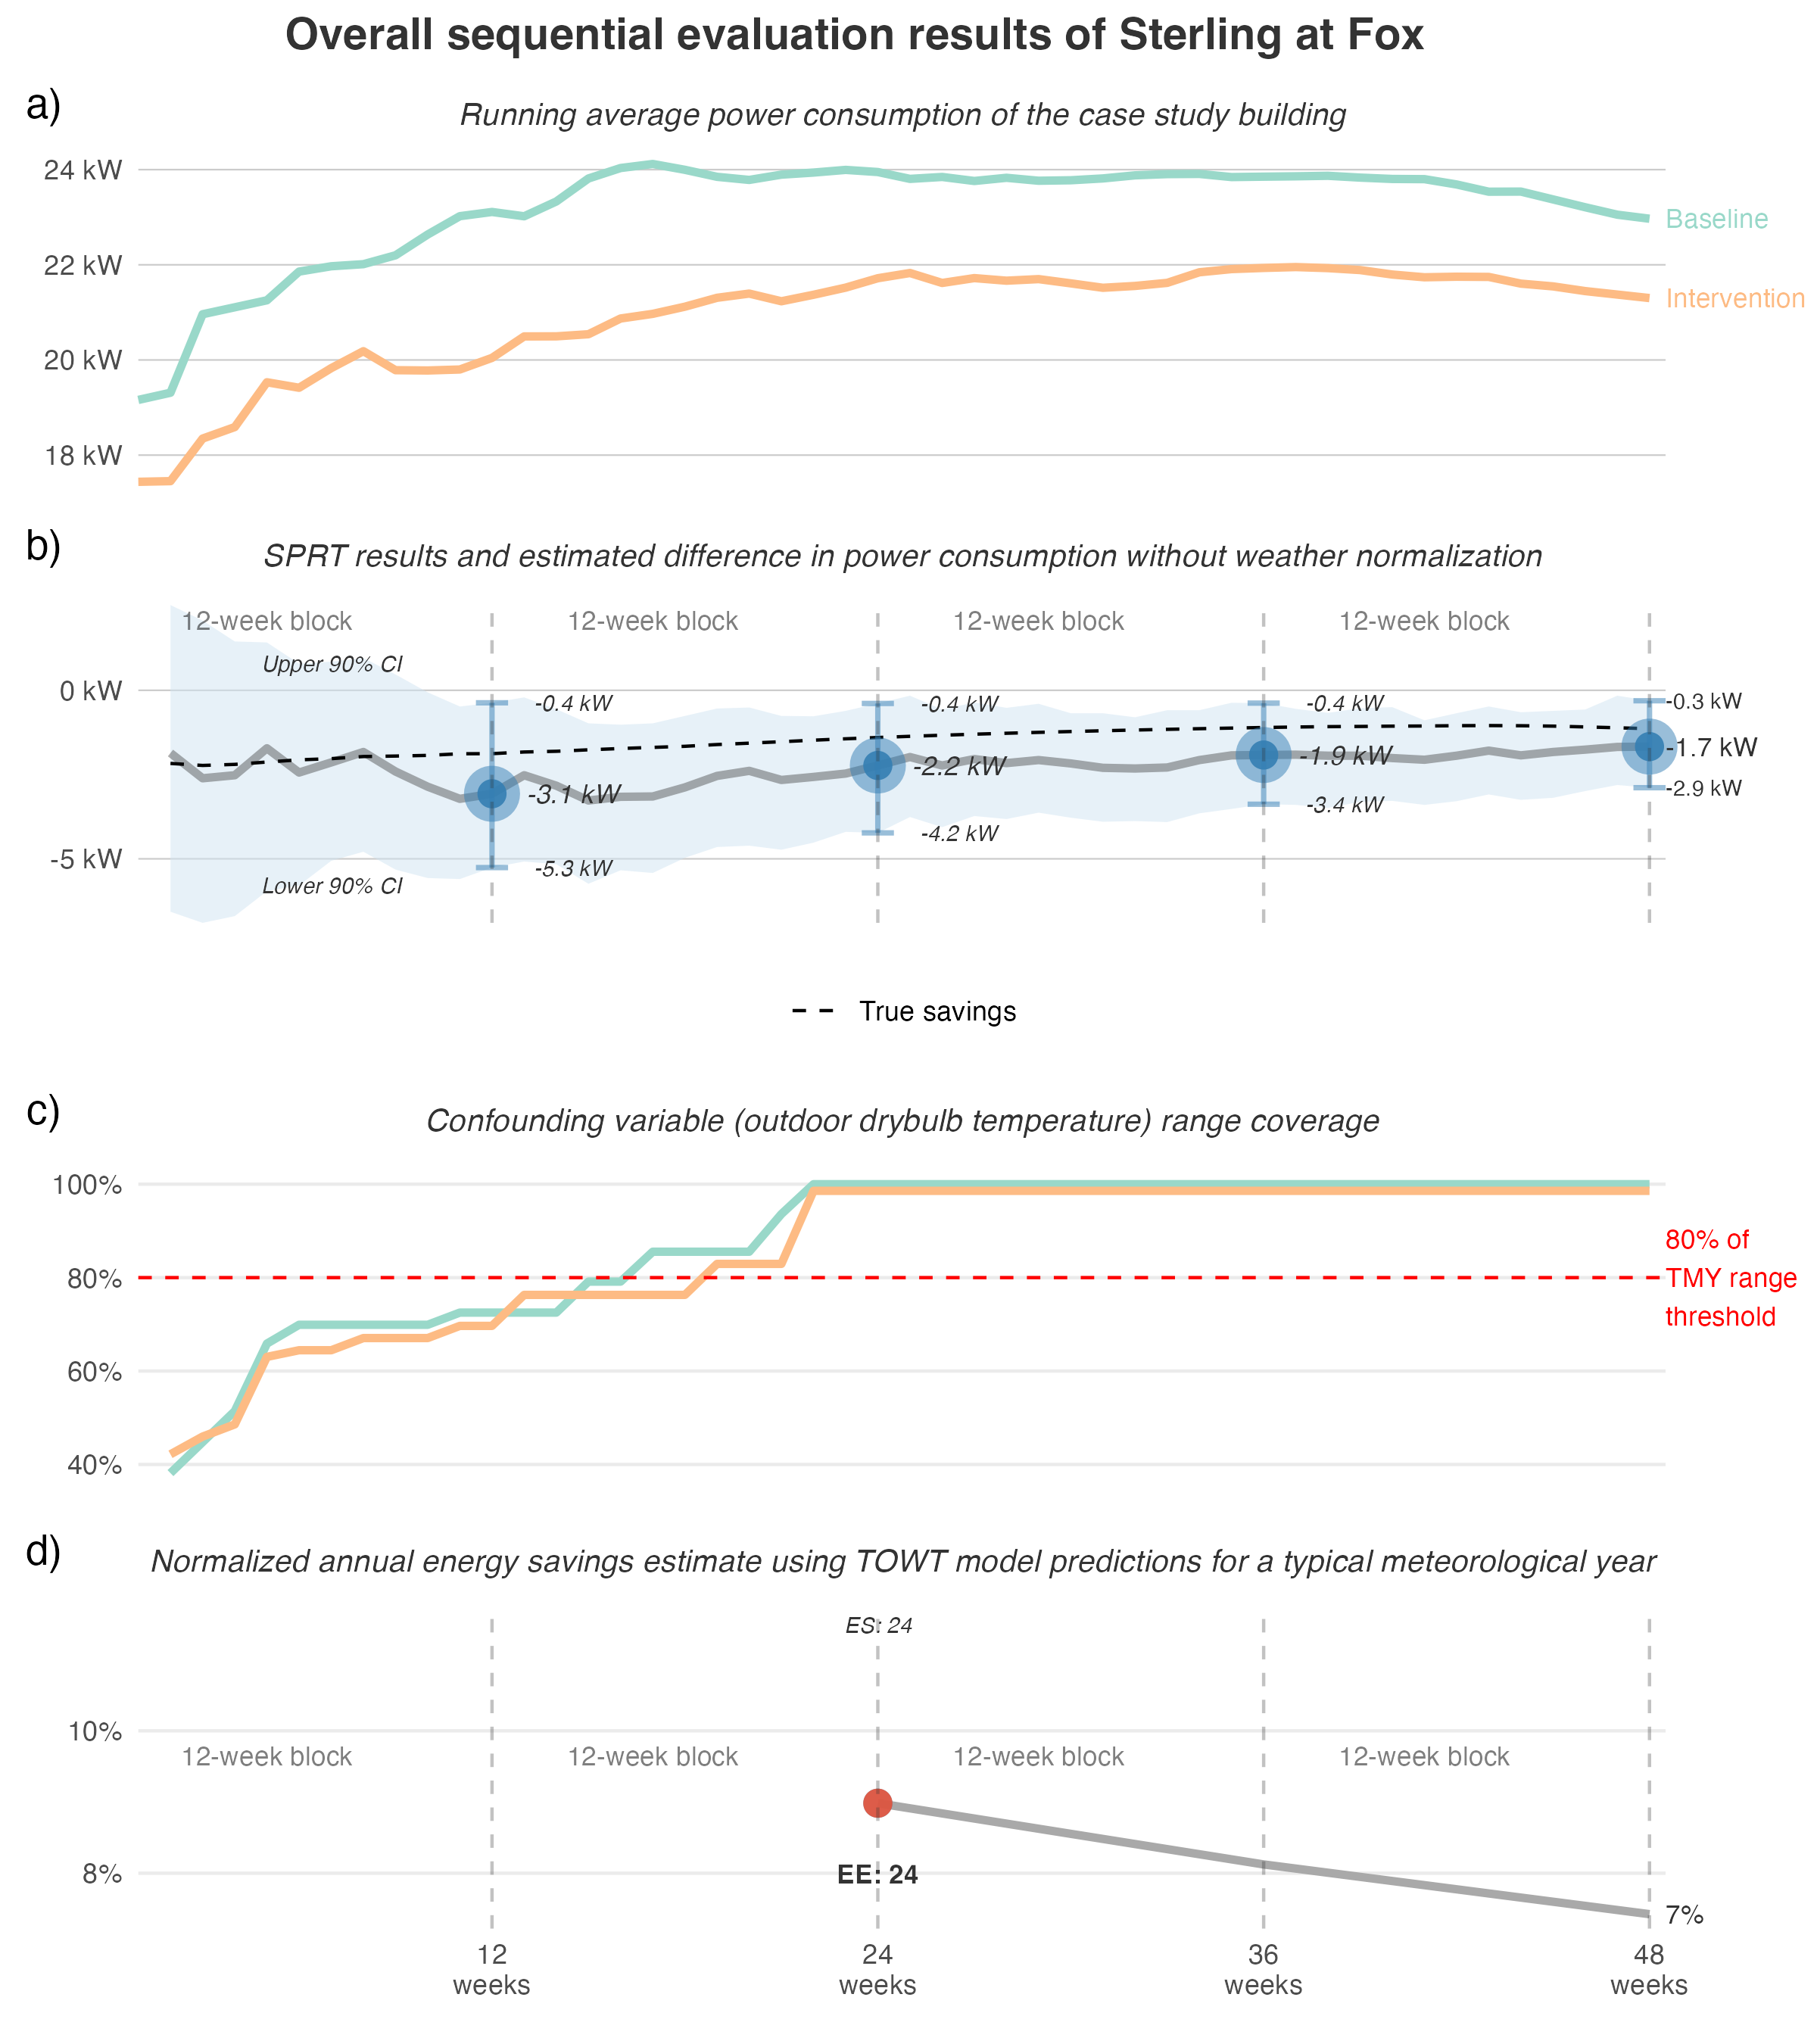 Overall sequential evaluation results of Sterling at Fox
a)
Running average power consumption of the case study building
24 kW
22 kW
20 kW
18 kW
Baseline
Intervention
b)
SPRT results and estimated difference in power consumption without weather normalization
12-week block
12-week block
12-week block
12-week block
Upper 90% CI
0 kW
-0.4 kW
-0.4 kW
-0.4 kW
-0.3 kW
-3.1 kW
-2.2 kW
-1.9 kW
-1.7 kW
-5 kW
-5.3 kW
-4.2 kW
-3.4 kW
-2.9 kW
Lower 90% CI
True savings
c)
Confounding variable (outdoor drybulb temperature) range coverage
100%
80%
60%
40%
80% of
TMY range
threshold
d)
Normalized annual energy savings estimate using TOWT model predictions for a typical meteorological year
ES: 24
10%
12-week block
12-week block
12-week block
12-week block
8%
EE: 24
7%
12
weeks
24
weeks
36
weeks
48
weeks